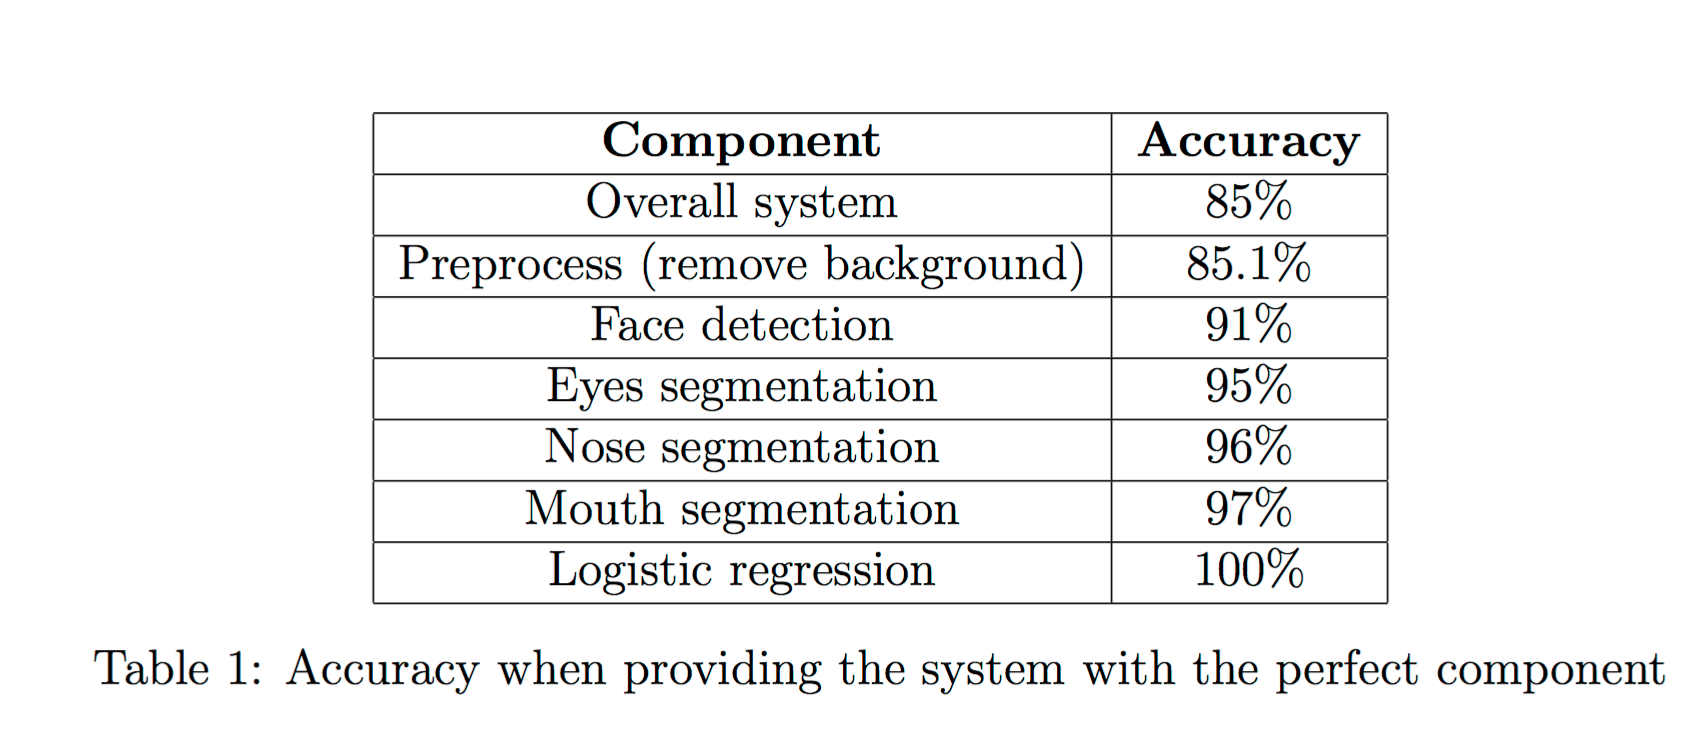 Component Accuracy
Overall system 85%
Preprocess (remove background) 85.1%
Face detection 91%
Eyes segmentation 95%
Nose segmentation 96%
Mouth segmentation 97%
Logistic regression 100%
Table 1: Accuracy when providing the system with the perfect component